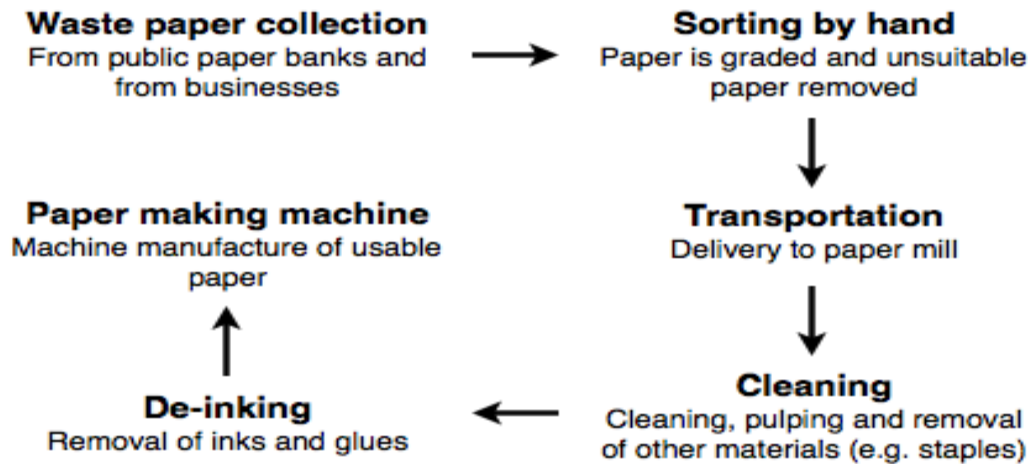 Waste paper collection
From public paper banks and
from businesses
Sorting by hand
Paper is graded and unsuitable
paper removed
Transportation
Delivery to paper mill
Cleaning
Cleaning, pulping and removal
of other materials (e.g. staples)
De-inking
Removal of inks and glues
Paper making machine
Machine manufacture of usable
paper